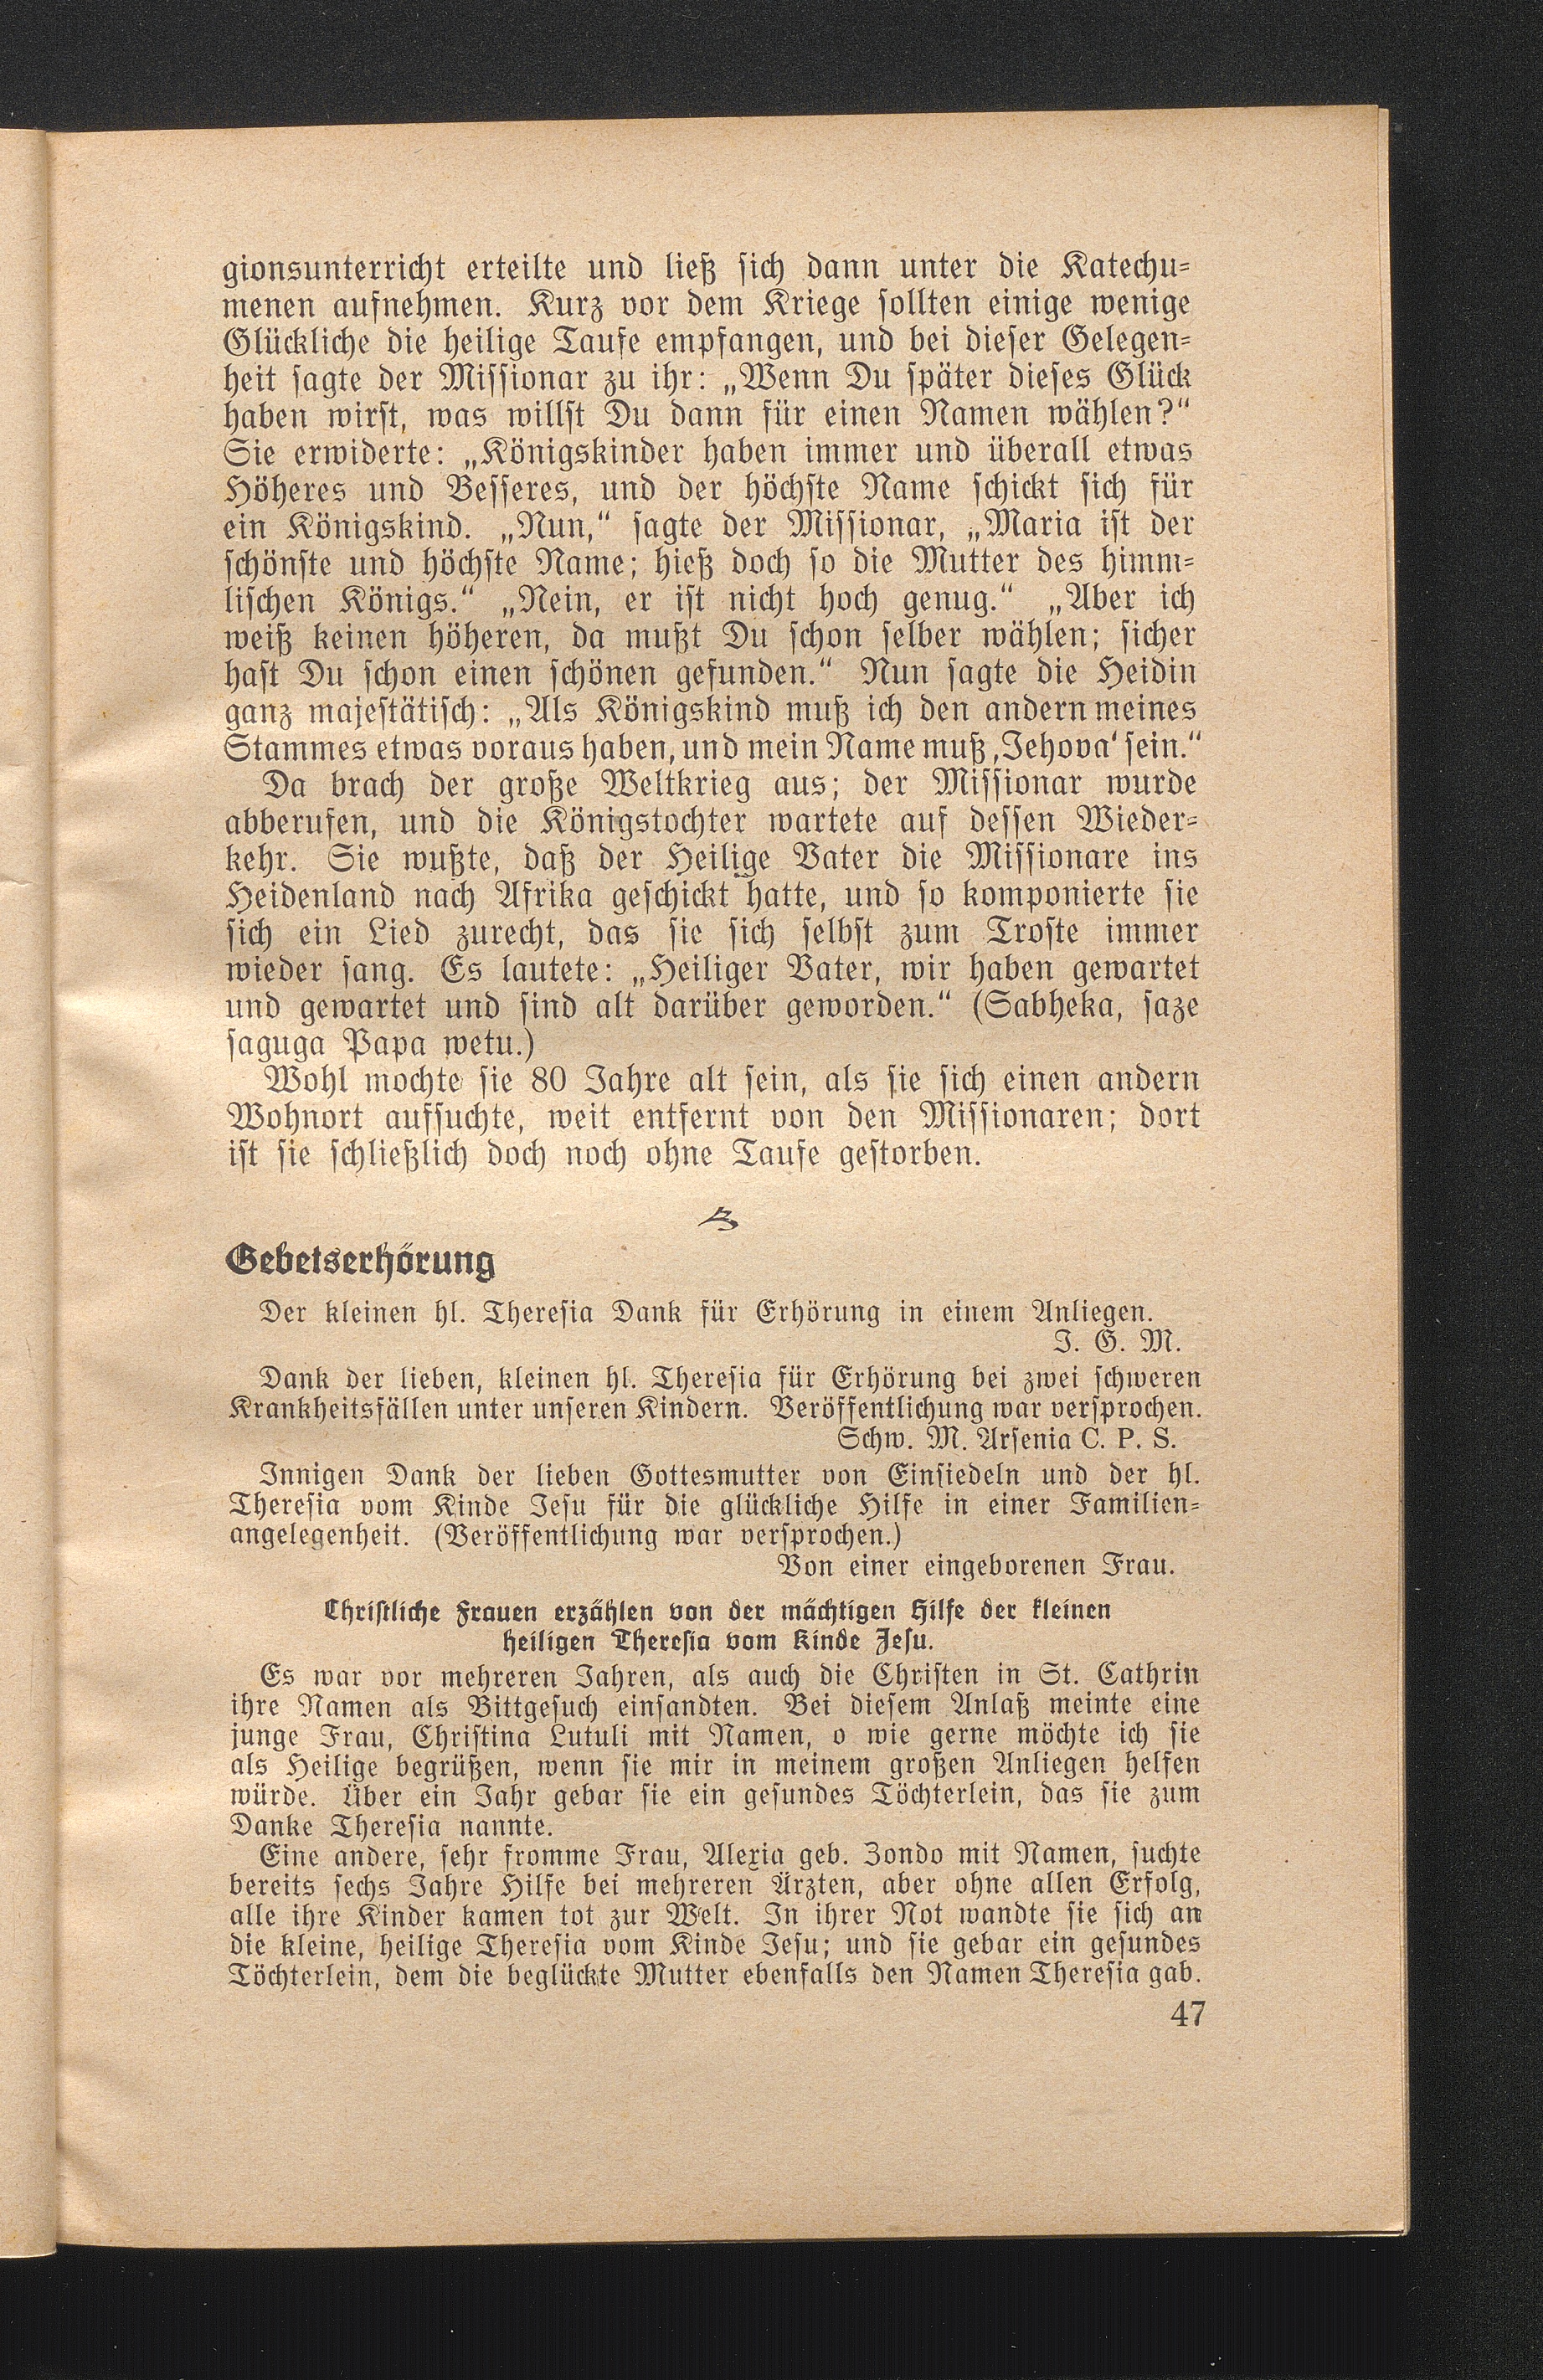 gionsunterricht erteilte und ließ sich dann unter die Katechu-
menen aufnehmen. Kurz vor dem Kriege sollten einige wenige
Glückliche die heilige Taufe empfangen, und bei dieser Gelegen-
heit sagte der Missionar zu ihr: „Wenn Du später dieses Glück
haben wirst, was willst Du dann für einen Namen wählen?“
Sie erwiderte: „Königskinder haben immer und überall etwas
Höheres und Besseres, und der höchste Name schickt sich für
ein Königskind. „Nun,“ sagte der Missionar, „Maria ist der
schönste und höchste Name; hieß doch so die Mutter des himm-
lischen Königs.“ „Nein, er ist nicht hoch genug.“ „Aber ich
weiß keinen höheren, da mußt Du schon selber wählen; sicher
hast Du schon einen schönen gefunden.“ Nun sagte die Heidin
ganz majestätisch: „Als Königskind muß ich den andern meines
Stammes etwas voraus haben, und mein Name muß ‚Jehova‘ sein.“
Da brach der große Weltkrieg aus; der Missionar wurde
abberufen, und die Königstochter wartete auf dessen Wieder-
kehr. Sie wußte, daß der Heilige Vater die Missionare ins
Heidenland nach Afrika geschickt hatte, und so komponierte sie
sich ein Lied zurecht, das sie sich selbst zum Troste immer
wieder sang. Es lautete: „Heiliger Vater, wir haben gewartet
und gewartet und sind alt darüber geworden.“ (Sabheka, saze
saguga Papa wetu.)
Wohl mochte sie 80 Jahre alt sein, als sie sich einen andern
Wohnort aufsuchte, weit entfernt von den Missionaren; dort
ist sie schließlich doch noch ohne Taufe gestorben.
Gebetserhörung
Der kleinen hl. Theresia Dank für Erhörung in einem Anliegen.
J. G. M.
Dank der lieben, kleinen hl. Theresia für Erhörung bei zwei schweren
Krankheitsfällen unter unseren Kindern. Veröffentlichung war versprochen.
Schw. M. Arsenia C. P. S.
Innigen Dank der lieben Gottesmutter von Einsiedeln und der hl.
Theresia vom Kinde Jesu für die glückliche Hilfe in einer Familien-
angelegenheit. (Veröffentlichung war versprochen.)
Von einer eingeborenen Frau.
Christliche Frauen erzählen von der mächtigen Hilfe der kleinen
heiligen Theresia vom Kinde Jesu.
Es war vor mehreren Jahren, als auch die Christen in St. Cathrin
ihre Namen als Bittgesuch einsandten. Bei diesem Anlaß meinte eine
junge Frau, Christina Lutuli mit Namen, o wie gerne möchte ich sie
als Heilige begrüßen, wenn sie mir in meinem großen Anliegen helfen
würde. Über ein Jahr gebar sie ein gesundes Töchterlein, das sie zum
Danke Theresia nannte.
Eine andere, sehr fromme Frau, Alexia geb. Zondo mit Namen, suchte
bereits sechs Jahre Hilfe bei mehreren Ärzten, aber ohne allen Erfolg,
alle ihre Kinder kamen tot zur Welt. In ihrer Not wandte sie sich an
die kleine, heilige Theresia vom Kinde Jesu; und sie gebar ein gesundes
Töchterlein, dem die beglückte Mutter ebenfalls den Namen Theresia gab.
47